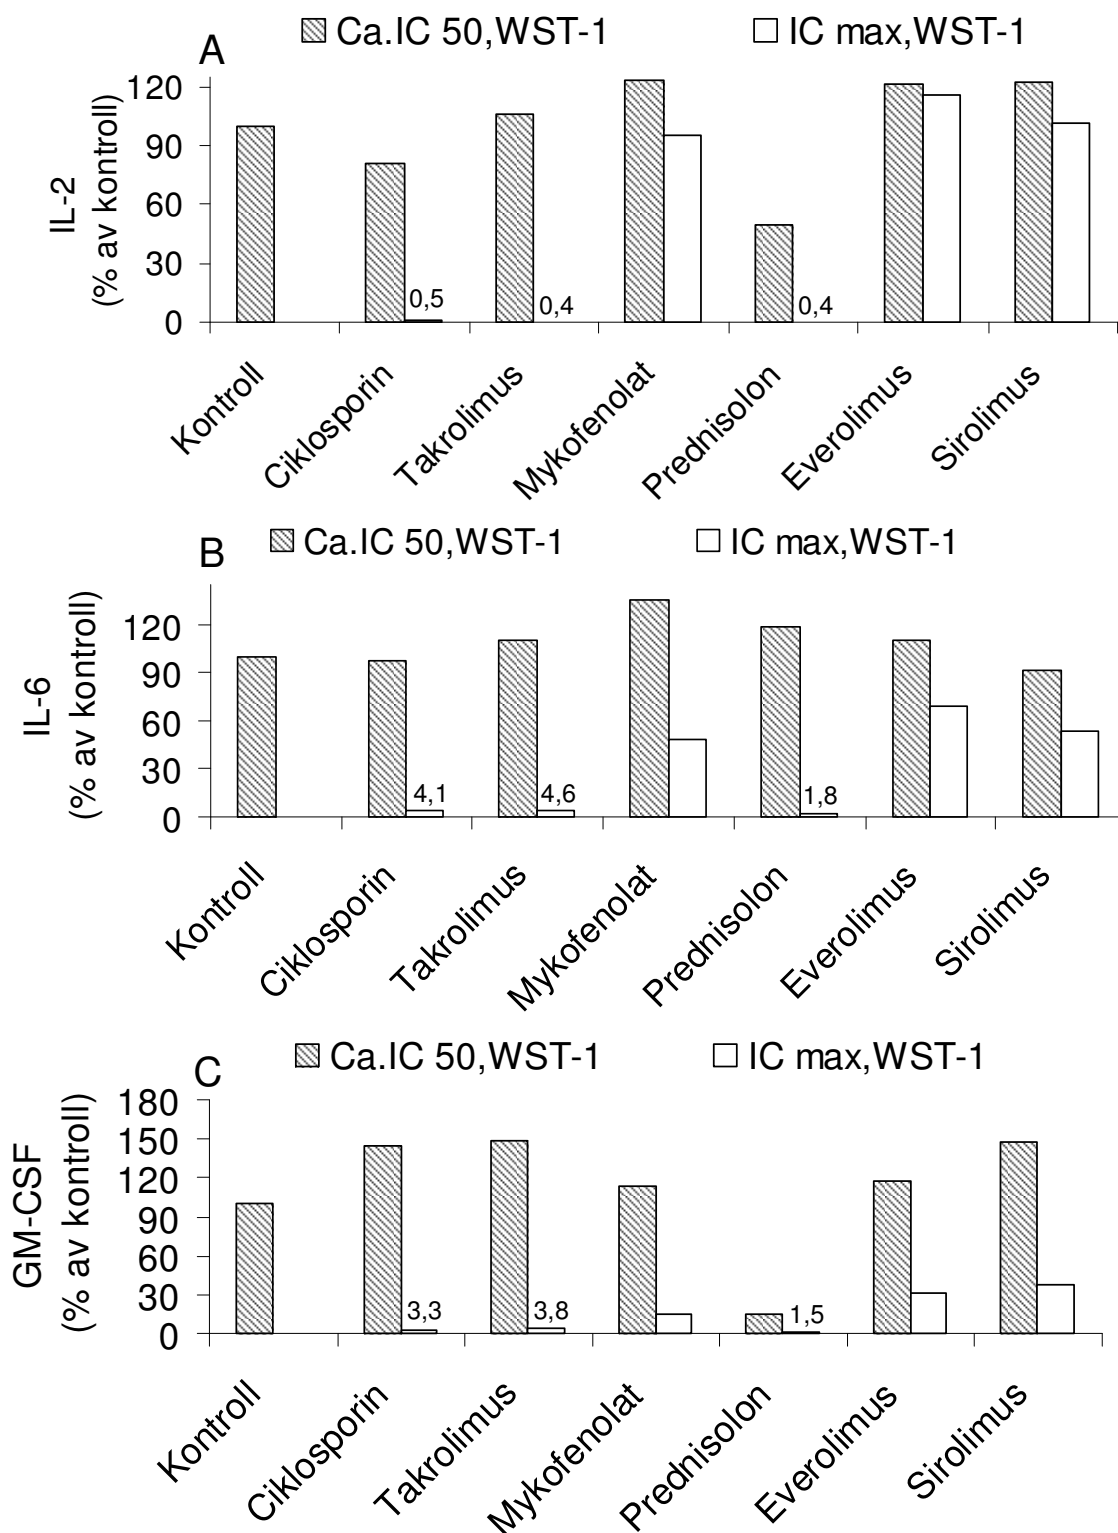 A
Ca.IC 50,WST-1
IC max,WST-1
IL-2
(% av kontroll)
120
90
60
30
0
0,5
0,4
0,4
Kontroll
Ciklosporin
Takrolimus
Mykofenolat
Prednisolon
Everolimus
Sirolimus
B
Ca.IC 50,WST-1
IC max,WST-1
IL-6
(% av kontroll)
120
90
60
30
0
4,1
4,6
1,8
Kontroll
Ciklosporin
Takrolimus
Mykofenolat
Prednisolon
Everolimus
Sirolimus
C
Ca.IC 50,WST-1
IC max,WST-1
GM-CSF
(% av kontroll)
180
150
120
90
60
30
0
3,3
3,8
1,5
Kontroll
Ciklosporin
Takrolimus
Mykofenolat
Prednisolon
Everolimus
Sirolimus